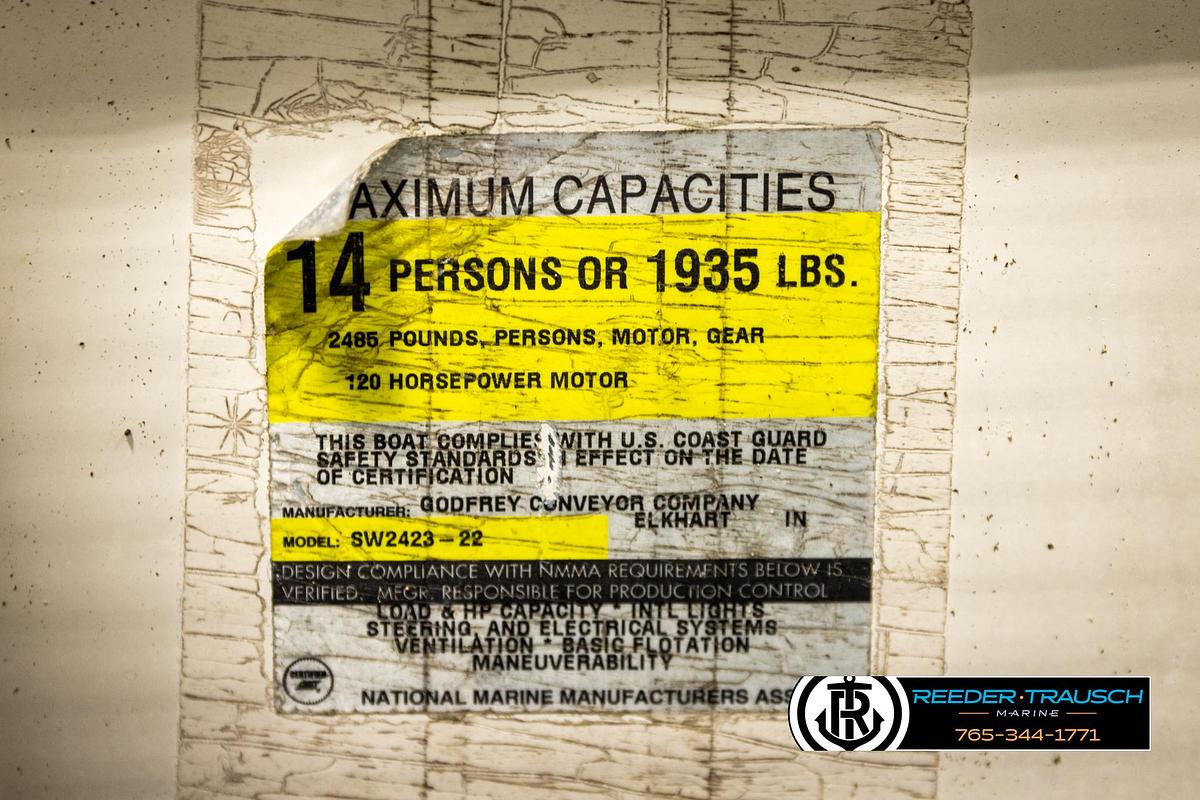 AXIMUM CAPACITIES
14 PERSONS OR 1935 LBS.
2485 POUNDS, PERSONS, MOTOR, GEAR
120 HORSEPOWER MOTOR
THIS BOAT COMPLIES WITH U.S. COAST GUARD
SAFETY STANDARDS I EFFECT ON THE DATE
OF CERTIFICATION
MANUFACTURER: GODFREY CONVEYOR COMPANY
ELKHART IN
MODEL: SW2423-22
DESIGN COMPLIANCE WITH NMMA REQUIREMENTS BELOW IS
VERIFIED. MFGR. RESPONSIBLE FOR PRODUCTION CONTROL
LOAD & HP CAPACITY * INTL LIGHTS
STEERING, AND ELECTRICAL SYSTEMS
VENTILATION * BASIC FLOTATION
MANEUVERABILITY
CERTIFIED
NATIONAL MARINE MANUFACTURERS ASS
TR
REEDER·TRAUSCH
MARINE
765-344-1771